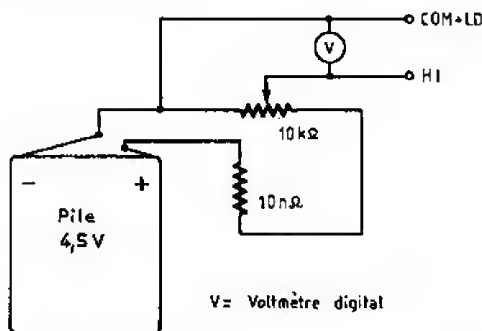 COM+LO
V
HI
10kΩ
- +
10nΩ
Pile
4,5V
V= Voltmètre digital